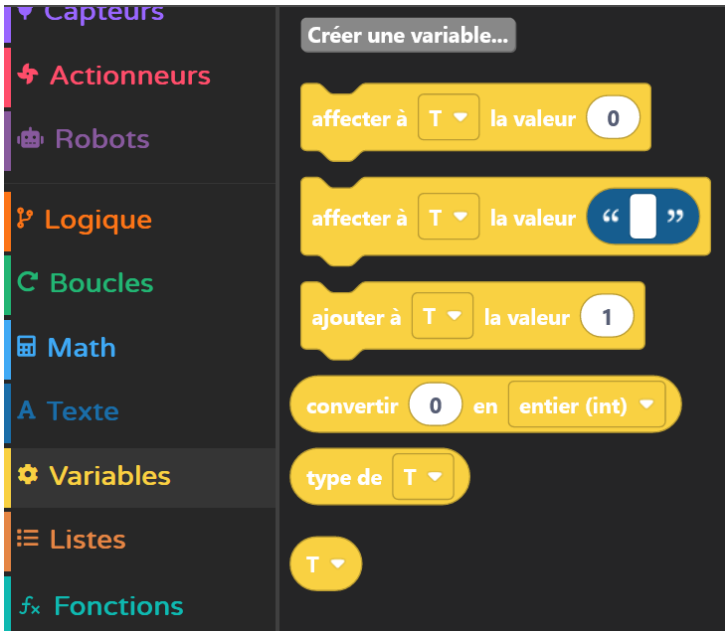 Capteurs
Actionneurs
Robots
Logique
Boucles
Math
Texte
Variables
Listes
Fonctions
Créer une variable...
affecter à T la valeur 0
affecter à T la valeur “ ”
ajouter à T la valeur 1
convertir 0 en entier (int)
type de T
T